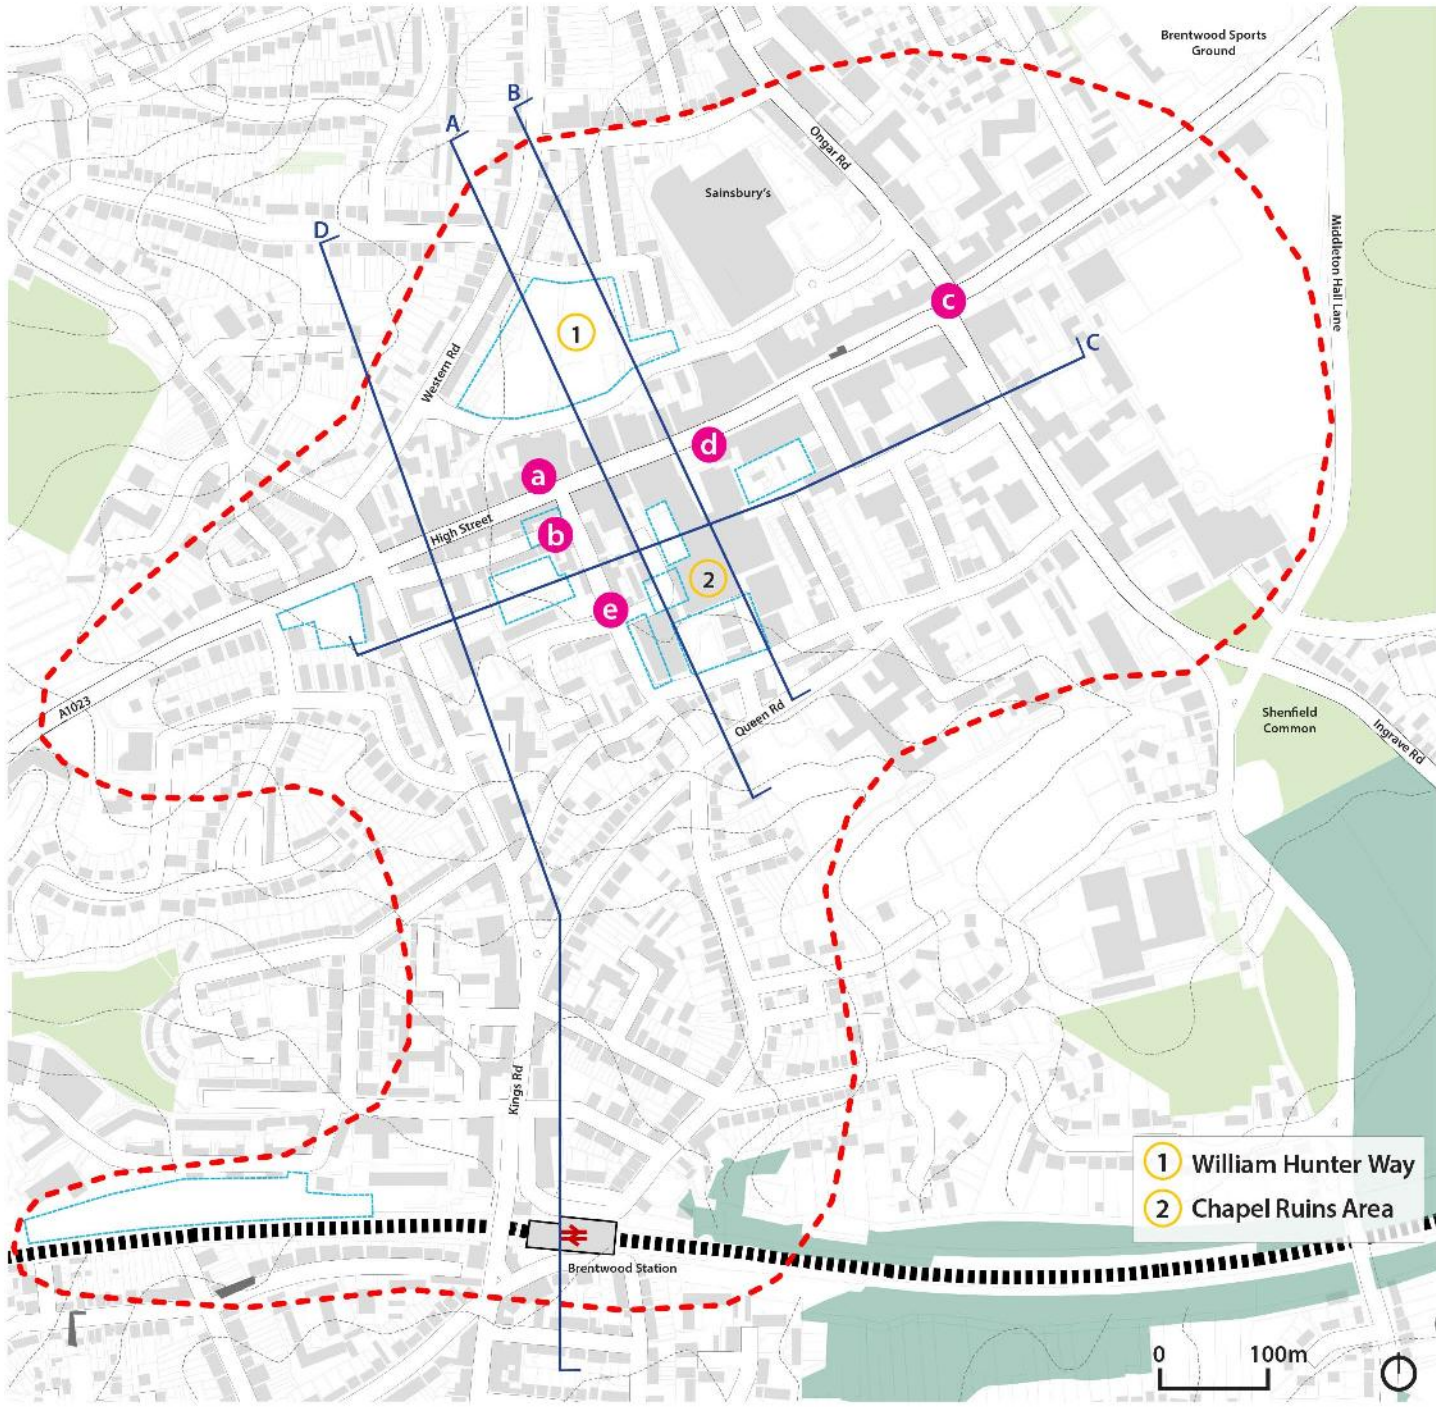 Brentwood Sports
Ground
B
A
Ongar Rd
Sainsbury's
D
Middleton Hall Lane
c
1
C
Western Rd
d
a
High Street
b
2
e
A1023
Queen Rd
Shenfield
Common
Ingrave Rd
Kings Rd
1 William Hunter Way
2 Chapel Ruins Area
Brentwood Station
0 100m